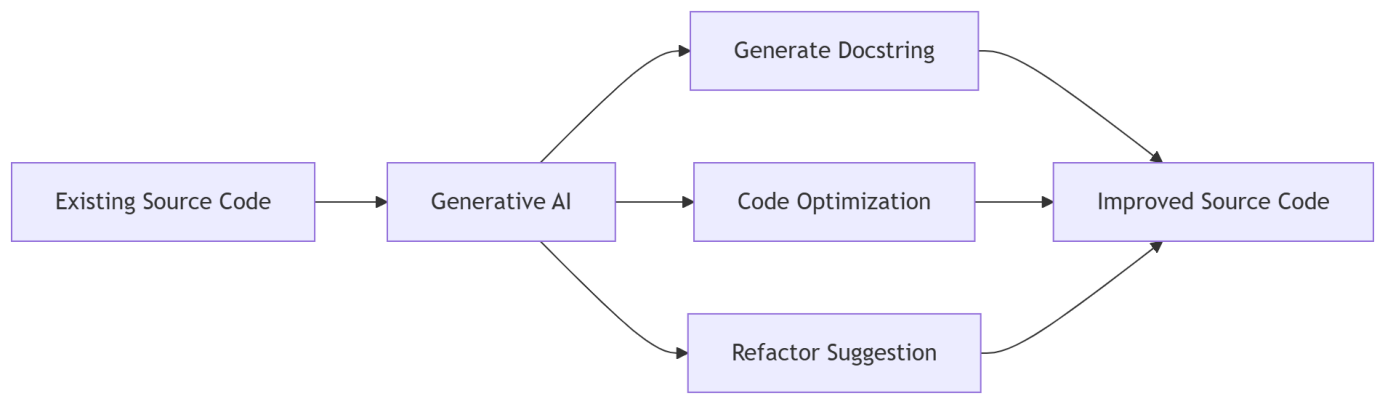 Generate Docstring
Existing Source Code
Generative AI
Code Optimization
Improved Source Code
Refactor Suggestion